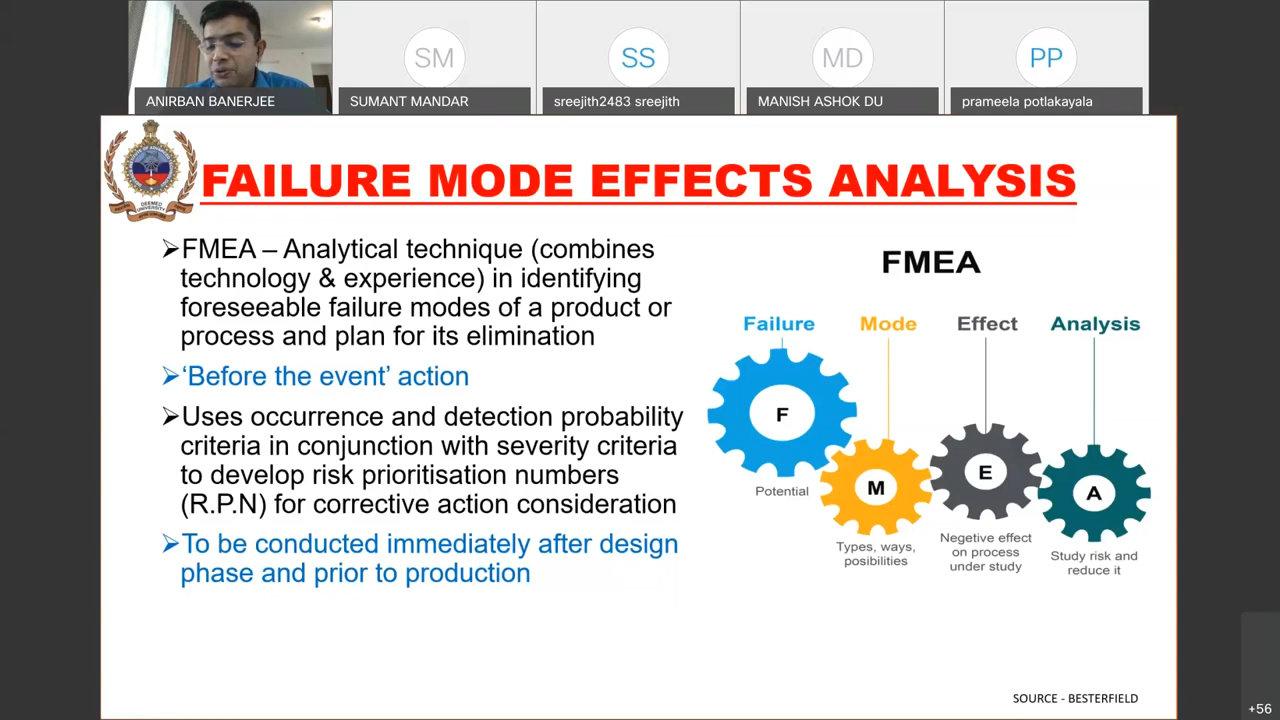 SM
SS
MD
PP
ANIRBAN BANERJEE
SUMANT MANDAR
sreejith2483 sreejith
MANISH ASHOK DU
prameela potlakayala
DEEMED
UNIVERSITY
FAILURE MODE EFFECTS ANALYSIS
➢FMEA – Analytical technique (combines
technology & experience) in identifying
foreseeable failure modes of a product or
process and plan for its elimination
➢‘Before the event’ action
➢Uses occurrence and detection probability
criteria in conjunction with severity criteria
to develop risk prioritisation numbers
(R.P.N) for corrective action consideration
➢To be conducted immediately after design
phase and prior to production
FMEA
Failure
Mode
Effect
Analysis
F
M
E
A
Potential
Types, ways,
posibilities
Negetive effect
on process
under study
Study risk and
reduce it
SOURCE - BESTERFIELD
+56